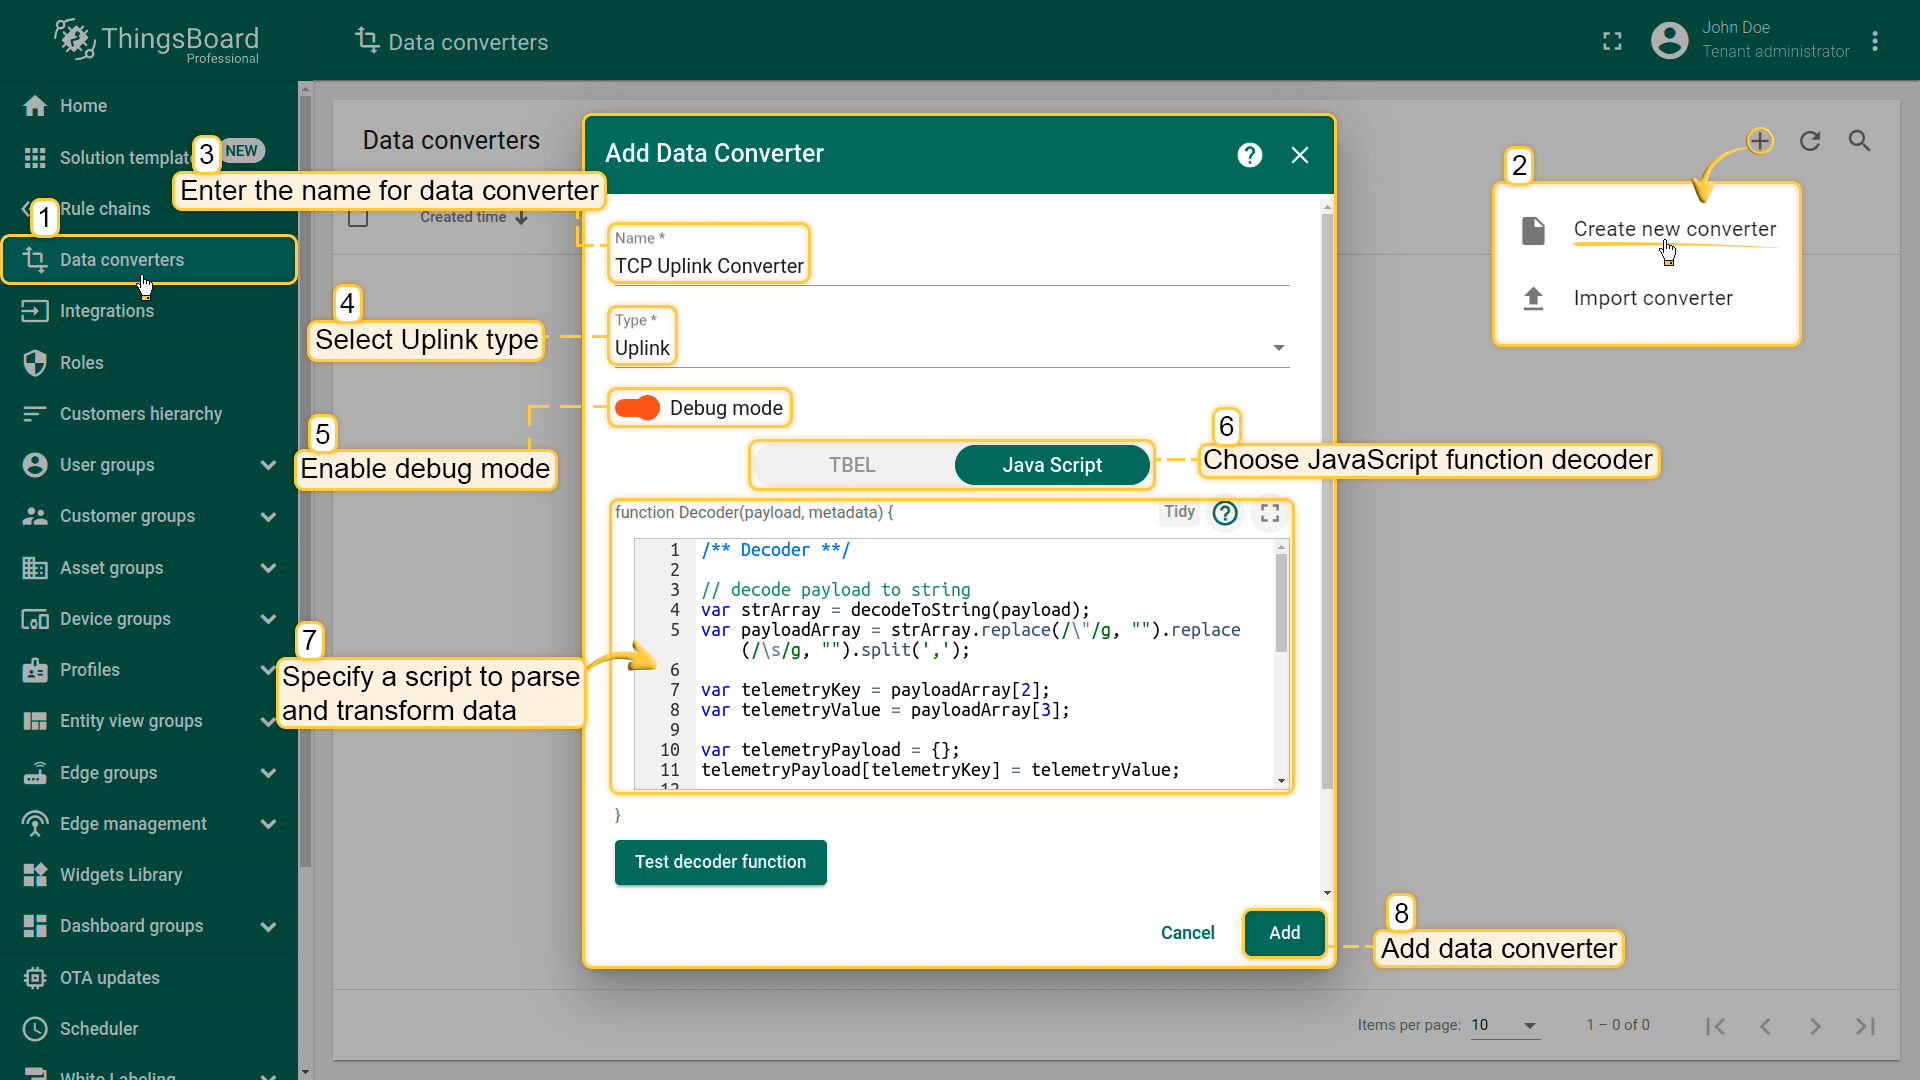 ThingsBoard
Professional
Data converters
John Doe
Tenant administrator
Home
Solution templat
NEW
Rule chains
Data converters
Integrations
Roles
Customers hierarchy
User groups
Customer groups
Asset groups
Device groups
Profiles
Entity view groups
Edge groups
Edge management
Widgets Library
Dashboard groups
OTA updates
Scheduler
White Labeling
Data converters
Created time
1
2
Create new converter
Import converter
3
Enter the name for data converter
4
Select Uplink type
5
Enable debug mode
6
Choose JavaScript function decoder
7
Specify a script to parse
and transform data
8
Add data converter
Add Data Converter
Name *
TCP Uplink Converter
Type *
Uplink
Debug mode
TBEL
Java Script
function Decoder(payload, metadata) {
Tidy
1 /** Decoder **/
2
3 // decode payload to string
4 var strArray = decodeToString(payload);
5 var payloadArray = strArray.replace(/\"/g, "").replace
(/\s/g, "").split(',');
6
7 var telemetryKey = payloadArray[2];
8 var telemetryValue = payloadArray[3];
9
10 var telemetryPayload = {};
11 telemetryPayload[telemetryKey] = telemetryValue;
12
}
Test decoder function
Cancel
Add
Items per page: 10
1 – 0 of 0